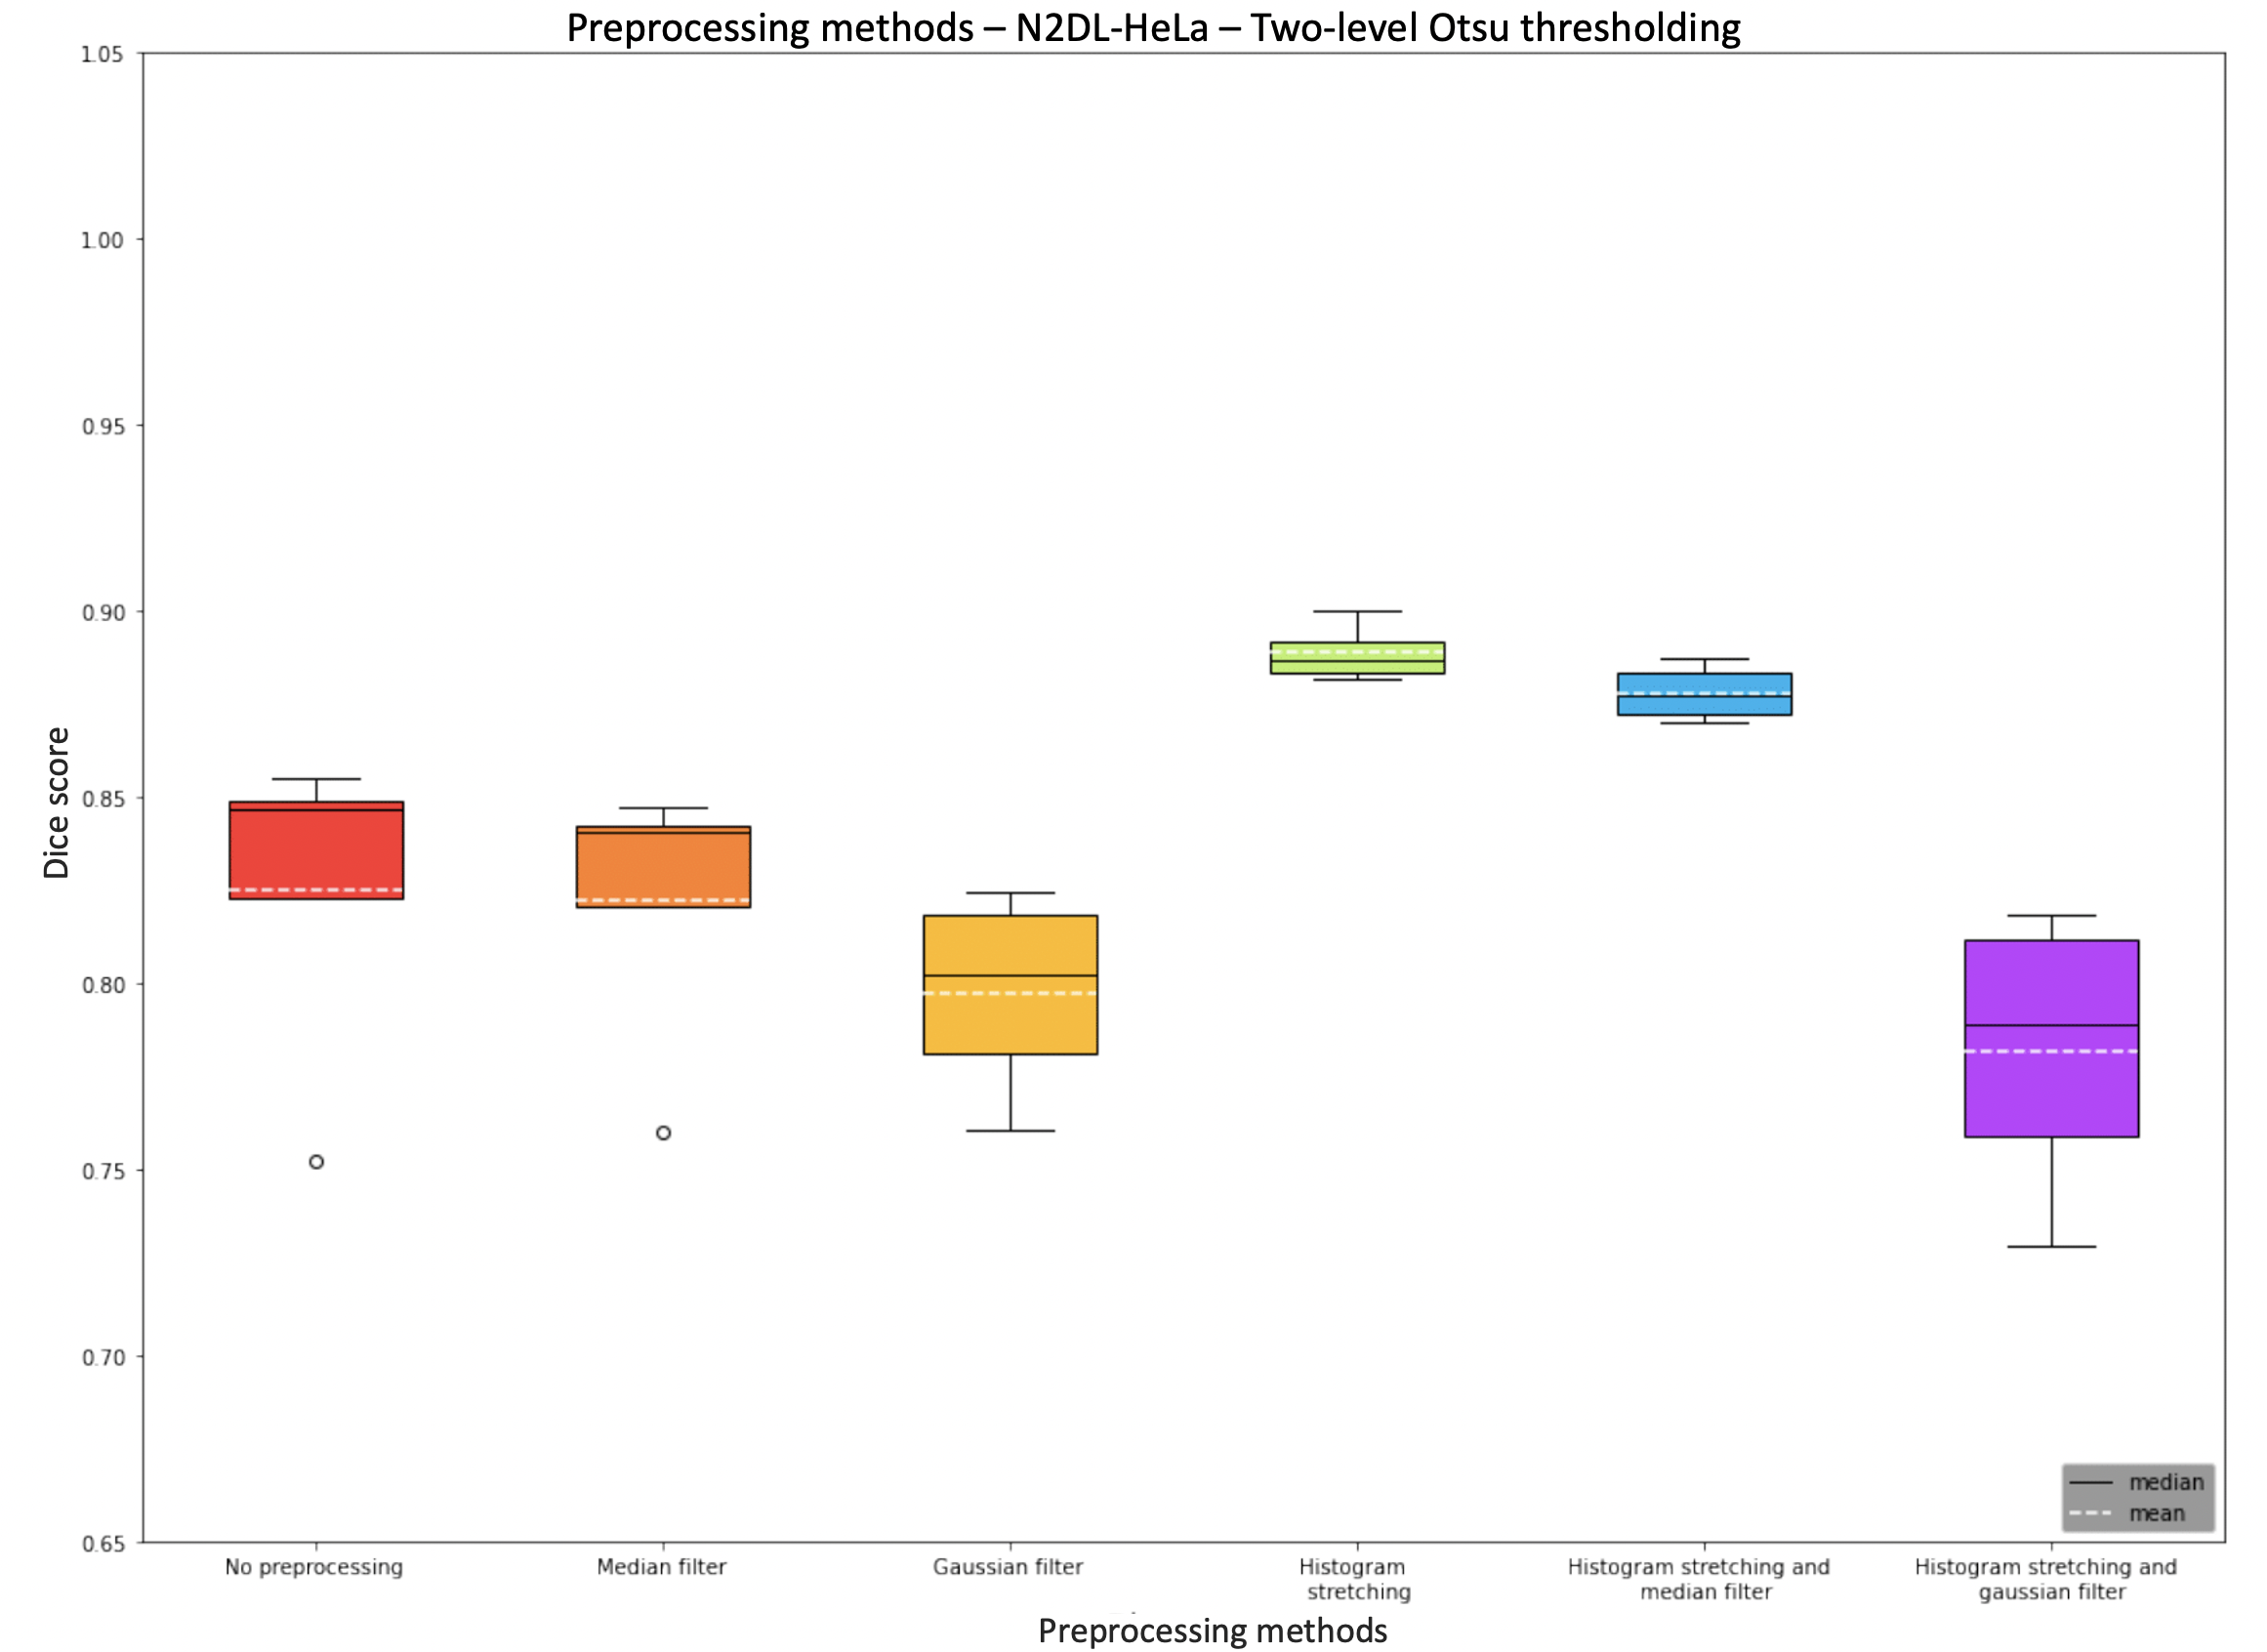 Preprocessing methods – N2DL-HeLa – Two-level Otsu thresholding
1.05
1.00
0.95
0.90
0.85
0.80
0.75
0.70
0.65
Dice score
median
mean
No preprocessing
Median filter
Gaussian filter
Histogram
stretching
Histogram stretching and
median filter
Histogram stretching and
gaussian filter
Preprocessing methods